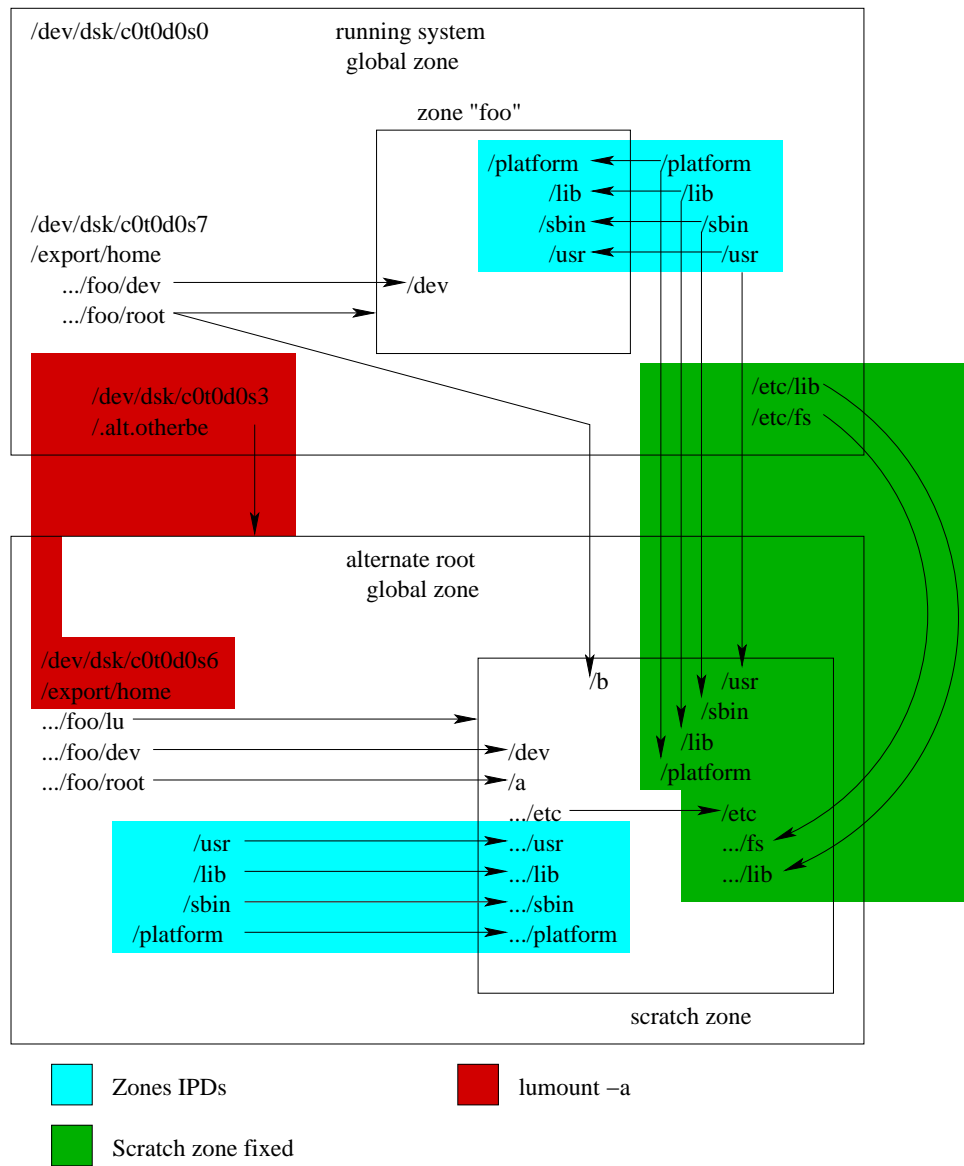 /dev/dsk/c0t0d0s0
running system
global zone
zone "foo"
/platform
/platform
/lib
/lib
/sbin
/sbin
/usr
/usr
/dev/dsk/c0t0d0s7
/export/home
.../foo/dev
/dev
.../foo/root
/dev/dsk/c0t0d0s3
/.alt.otherbe
/etc/lib
/etc/fs
alternate root
global zone
/dev/dsk/c0t0d0s6
/export/home
/b
/usr
/sbin
.../foo/lu
/lib
.../foo/dev
/dev
/platform
.../foo/root
/a
.../etc
/etc
/usr
.../usr
.../fs
/lib
.../lib
.../lib
/sbin
.../sbin
/platform
.../platform
scratch zone
Zones IPDs
lumount −a
Scratch zone fixed